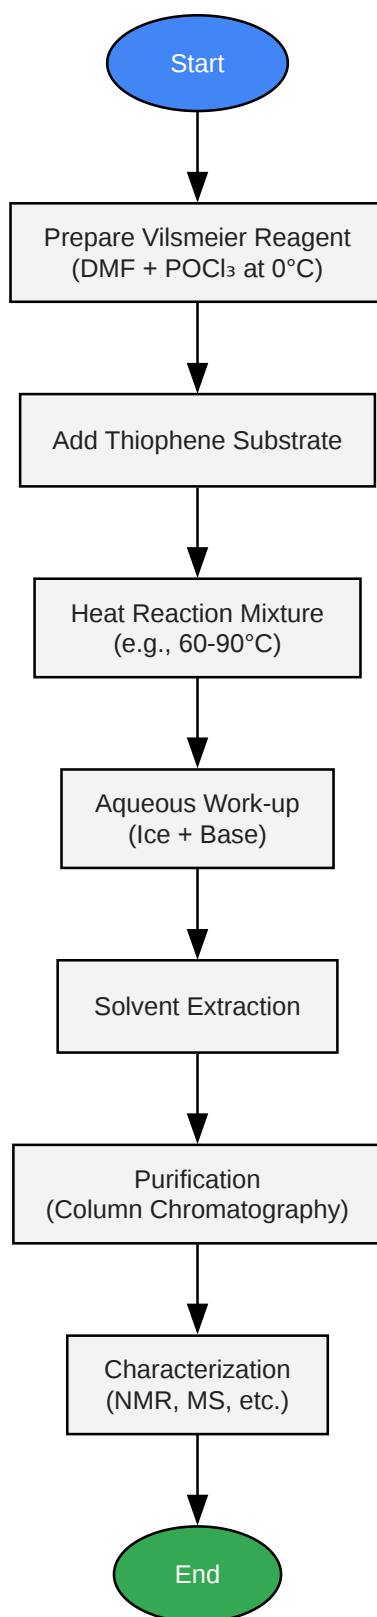 Start
Prepare Vilsmeier Reagent
(DMF + POCl₃ at 0°C)
Add Thiophene Substrate
Heat Reaction Mixture
(e.g., 60-90°C)
Aqueous Work-up
(Ice + Base)
Solvent Extraction
Purification
(Column Chromatography)
Characterization
(NMR, MS, etc.)
End